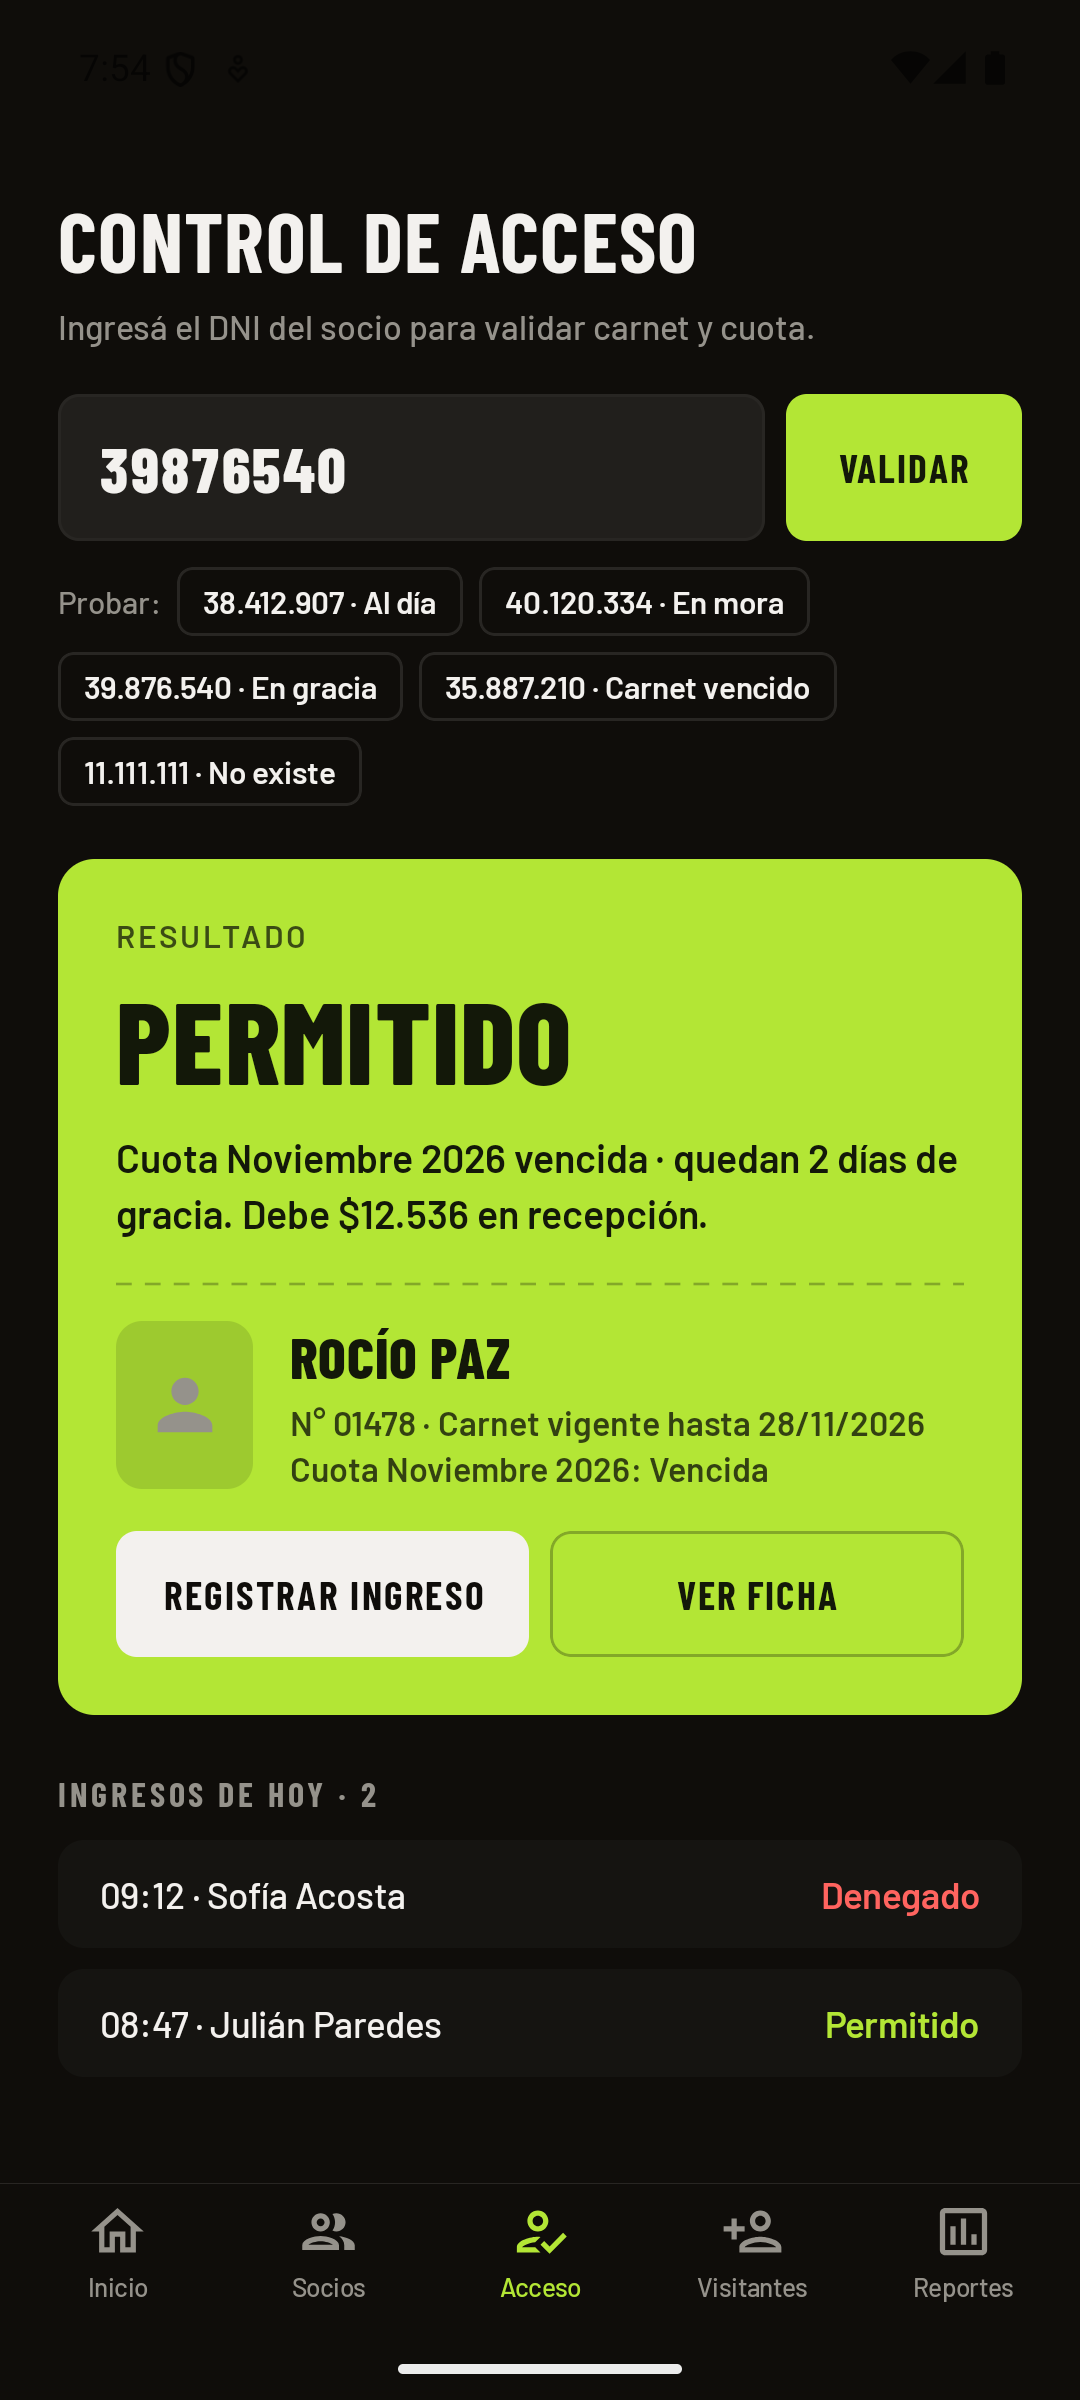 7:54
CONTROL DE ACCESO
Ingresá el DNI del socio para validar carnet y cuota.
39876540
VALIDAR
Probar:
38.412.907 · Al día
40.120.334 · En mora
39.876.540 · En gracia
35.887.210 · Carnet vencido
11.111.111 · No existe
RESULTADO
PERMITIDO
Cuota Noviembre 2026 vencida · quedan 2 días de
gracia. Debe $12.536 en recepción.
ROCÍO PAZ
N° 01478 · Carnet vigente hasta 28/11/2026
Cuota Noviembre 2026: Vencida
REGISTRAR INGRESO
VER FICHA
INGRESOS DE HOY · 2
09:12 · Sofía Acosta
Denegado
08:47 · Julián Paredes
Permitido
Inicio
Socios
Acceso
Visitantes
Reportes